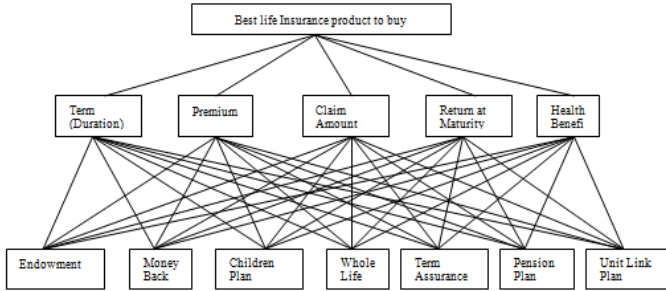 Best life Insurance product to buy
Term
(Duration)
Premium
Claim
Amount
Return at
Maturity
Health
Benefi
Endowment
Money
Back
Children
Plan
Whole
Life
Term
Assurance
Pension
Plan
Unit Link
Plan